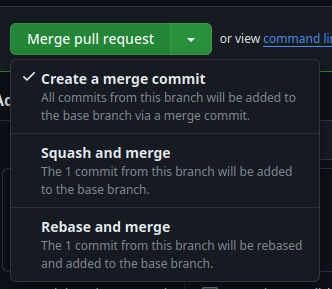 Merge pull request
or view command li
Create a merge commit
All commits from this branch will be added to
the base branch via a merge commit.
Squash and merge
The 1 commit from this branch will be added
to the base branch.
Rebase and merge
The 1 commit from this branch will be rebased
and added to the base branch.